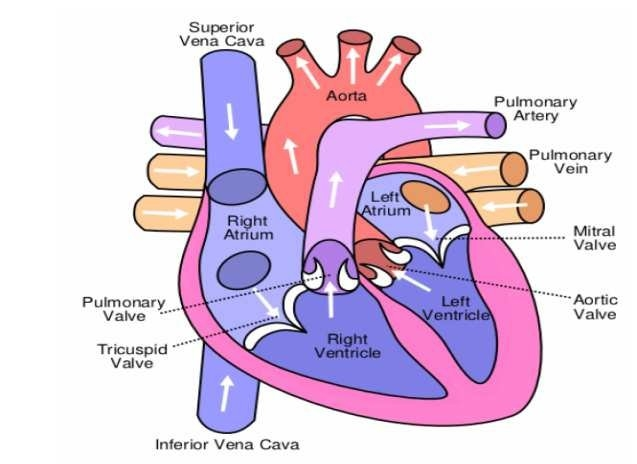 Superior
Vena Cava
Aorta
Pulmonary
Artery
Pulmonary
Vein
Left
Atrium
Right
Atrium
Mitral
Valve
Pulmonary
Valve
Aortic
Valve
Left
Ventricle
Tricuspid
Valve
Right
Ventricle
Inferior Vena Cava